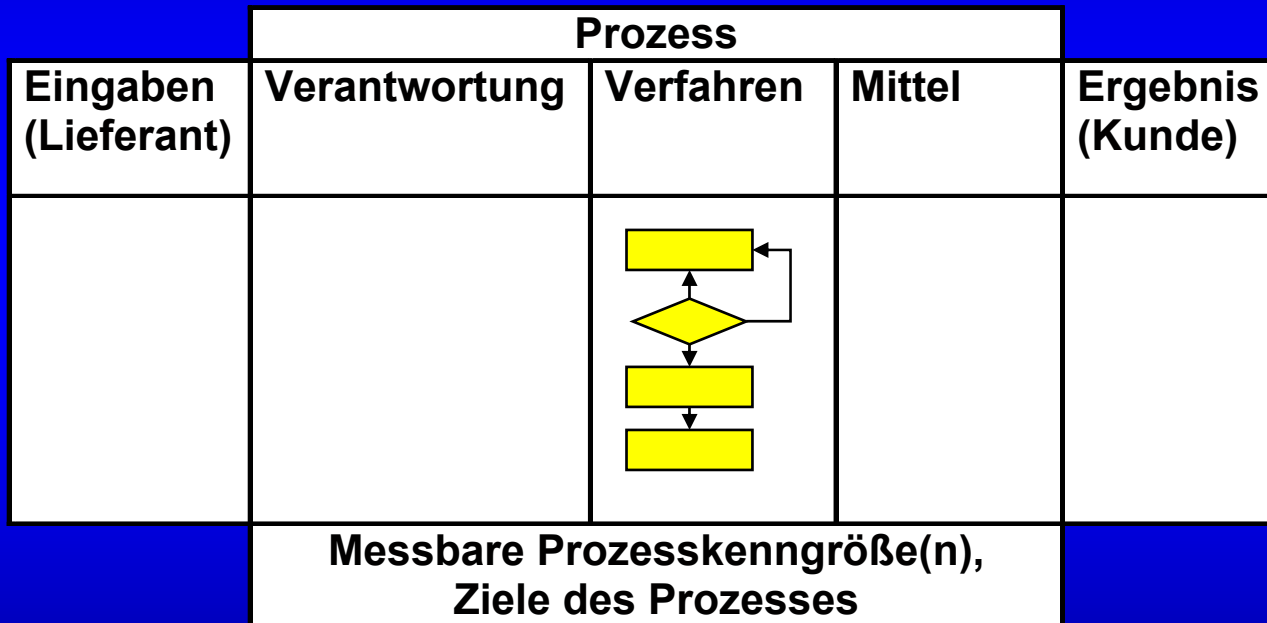 Prozess
Eingaben
(Lieferant)
Verantwortung
Verfahren
Mittel
Ergebnis
(Kunde)
Messbare Prozesskenngröße(n),
Ziele des Prozesses